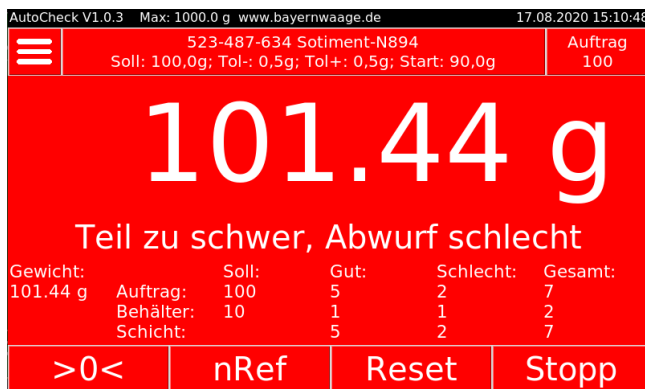 AutoCheck V1.0.3 Max: 1000.0 g www.bayernwaage.de 17.08.2020 15:10:48
523-487-634 Sotiment-N894
Soll: 100,0g; Tol-: 0,5g; Tol+: 0,5g; Start: 90,0g
Auftrag
100
101.44 g
Teil zu schwer, Abwurf schlecht
Gewicht: Soll: Gut: Schlecht: Gesamt:
101.44 g Auftrag: 100 5 2 7
Behälter: 10 1 1 2
Schicht: 5 2 7
>0< nRef Reset Stopp